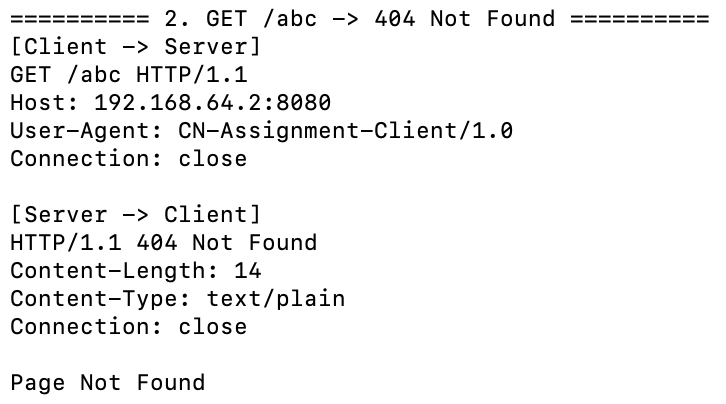 ========== 2. GET /abc -> 404 Not Found ==========
[Client -> Server]
GET /abc HTTP/1.1
Host: 192.168.64.2:8080
User-Agent: CN-Assignment-Client/1.0
Connection: close

[Server -> Client]
HTTP/1.1 404 Not Found
Content-Length: 14
Content-Type: text/plain
Connection: close

Page Not Found